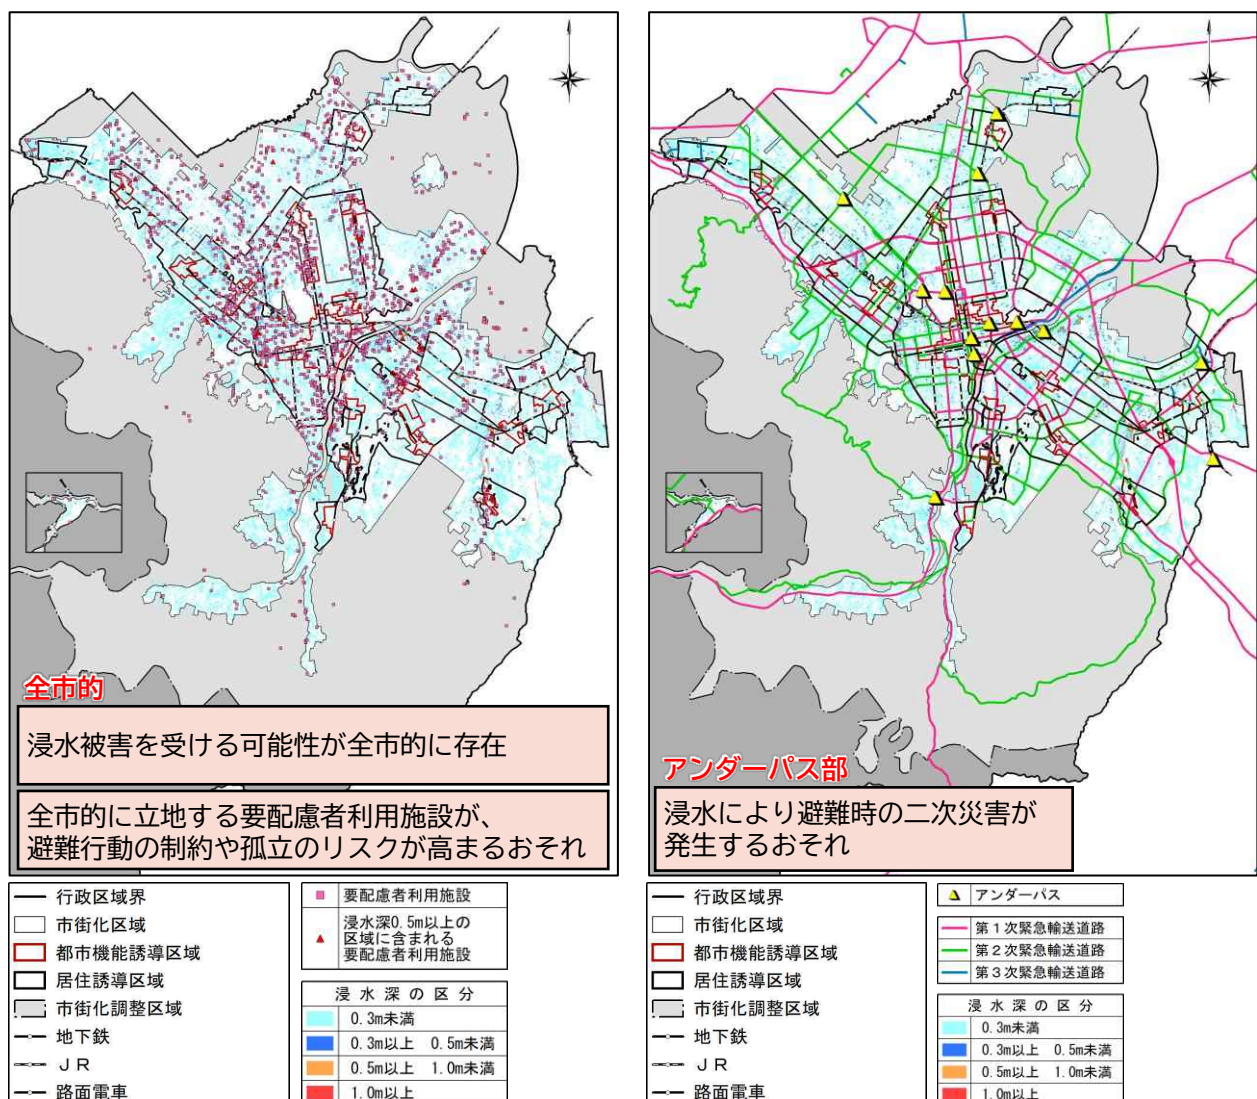 全市的
浸水被害を受ける可能性が全市的に存在
全市的に立地する要配慮者利用施設が、
避難行動の制約や孤立のリスクが高まるおそれ
行政区域界
市街化区域
都市機能誘導区域
居住誘導区域
市街化調整区域
地下鉄
ＪＲ
路面電車
要配慮者利用施設
浸水深0.5m以上の
区域に含まれる
要配慮者利用施設
浸水深の区分
0.3m未満
0.3m以上　0.5m未満
0.5m以上　1.0m未満
1.0m以上
アンダーパス部
浸水により避難時の二次災害が
発生するおそれ
行政区域界
市街化区域
都市機能誘導区域
居住誘導区域
市街化調整区域
地下鉄
ＪＲ
路面電車
アンダーパス
第１次緊急輸送道路
第２次緊急輸送道路
第３次緊急輸送道路
浸水深の区分
0.3m未満
0.3m以上　0.5m未満
0.5m以上　1.0m未満
1.0m以上